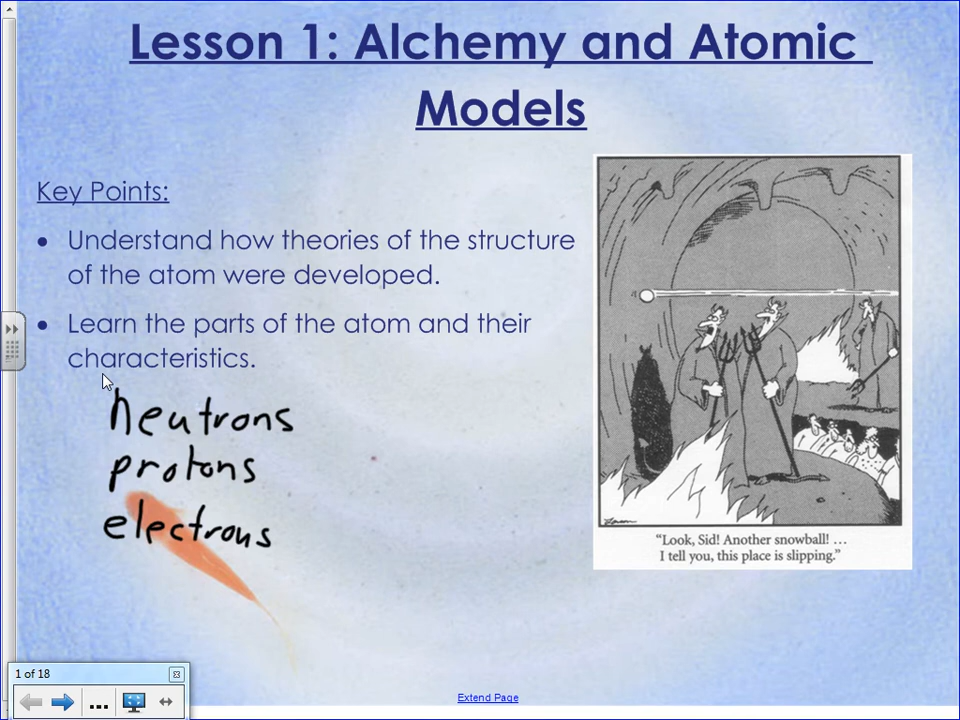 Lesson 1: Alchemy and Atomic
Models
Key Points:
• Understand how theories of the structure
of the atom were developed.
• Learn the parts of the atom and their
characteristics.
neutrons
protons
electrons
Larson
“Look, Sid! Another snowball! ...
I tell you, this place is slipping.”
1 of 18
...
Extend Page